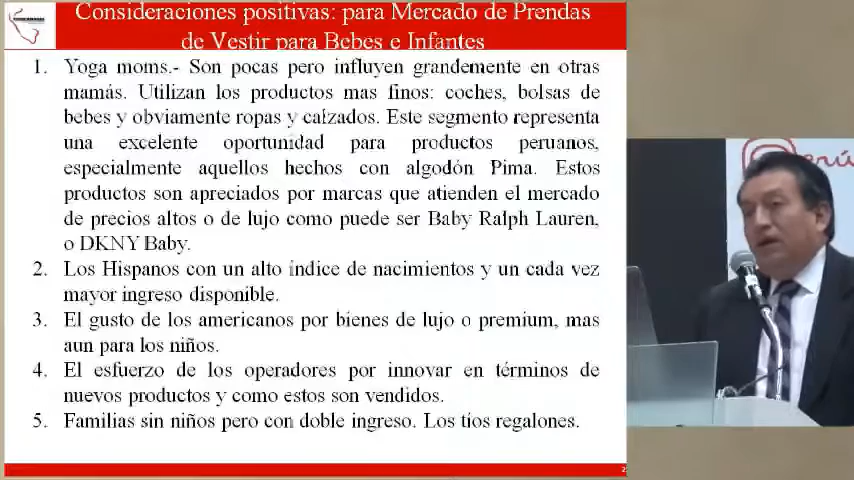 Consideraciones positivas: para Mercado de Prendas
de Vestir para Bebes e Infantes
1. Yoga moms.- Son pocas pero influyen grandemente en otras
mamás. Utilizan los productos mas finos: coches, bolsas de
bebes y obviamente ropas y calzados. Este segmento representa
una excelente oportunidad para productos peruanos,
especialmente aquellos hechos con algodón Pima. Estos
productos son apreciados por marcas que atienden el mercado
de precios altos o de lujo como puede ser Baby Ralph Lauren,
o DKNY Baby.
2. Los Hispanos con un alto índice de nacimientos y un cada vez
mayor ingreso disponible.
3. El gusto de los americanos por bienes de lujo o premium, mas
aun para los niños.
4. El esfuerzo de los operadores por innovar en términos de
nuevos productos y como estos son vendidos.
5. Familias sin niños pero con doble ingreso. Los tíos regalones.
Perú